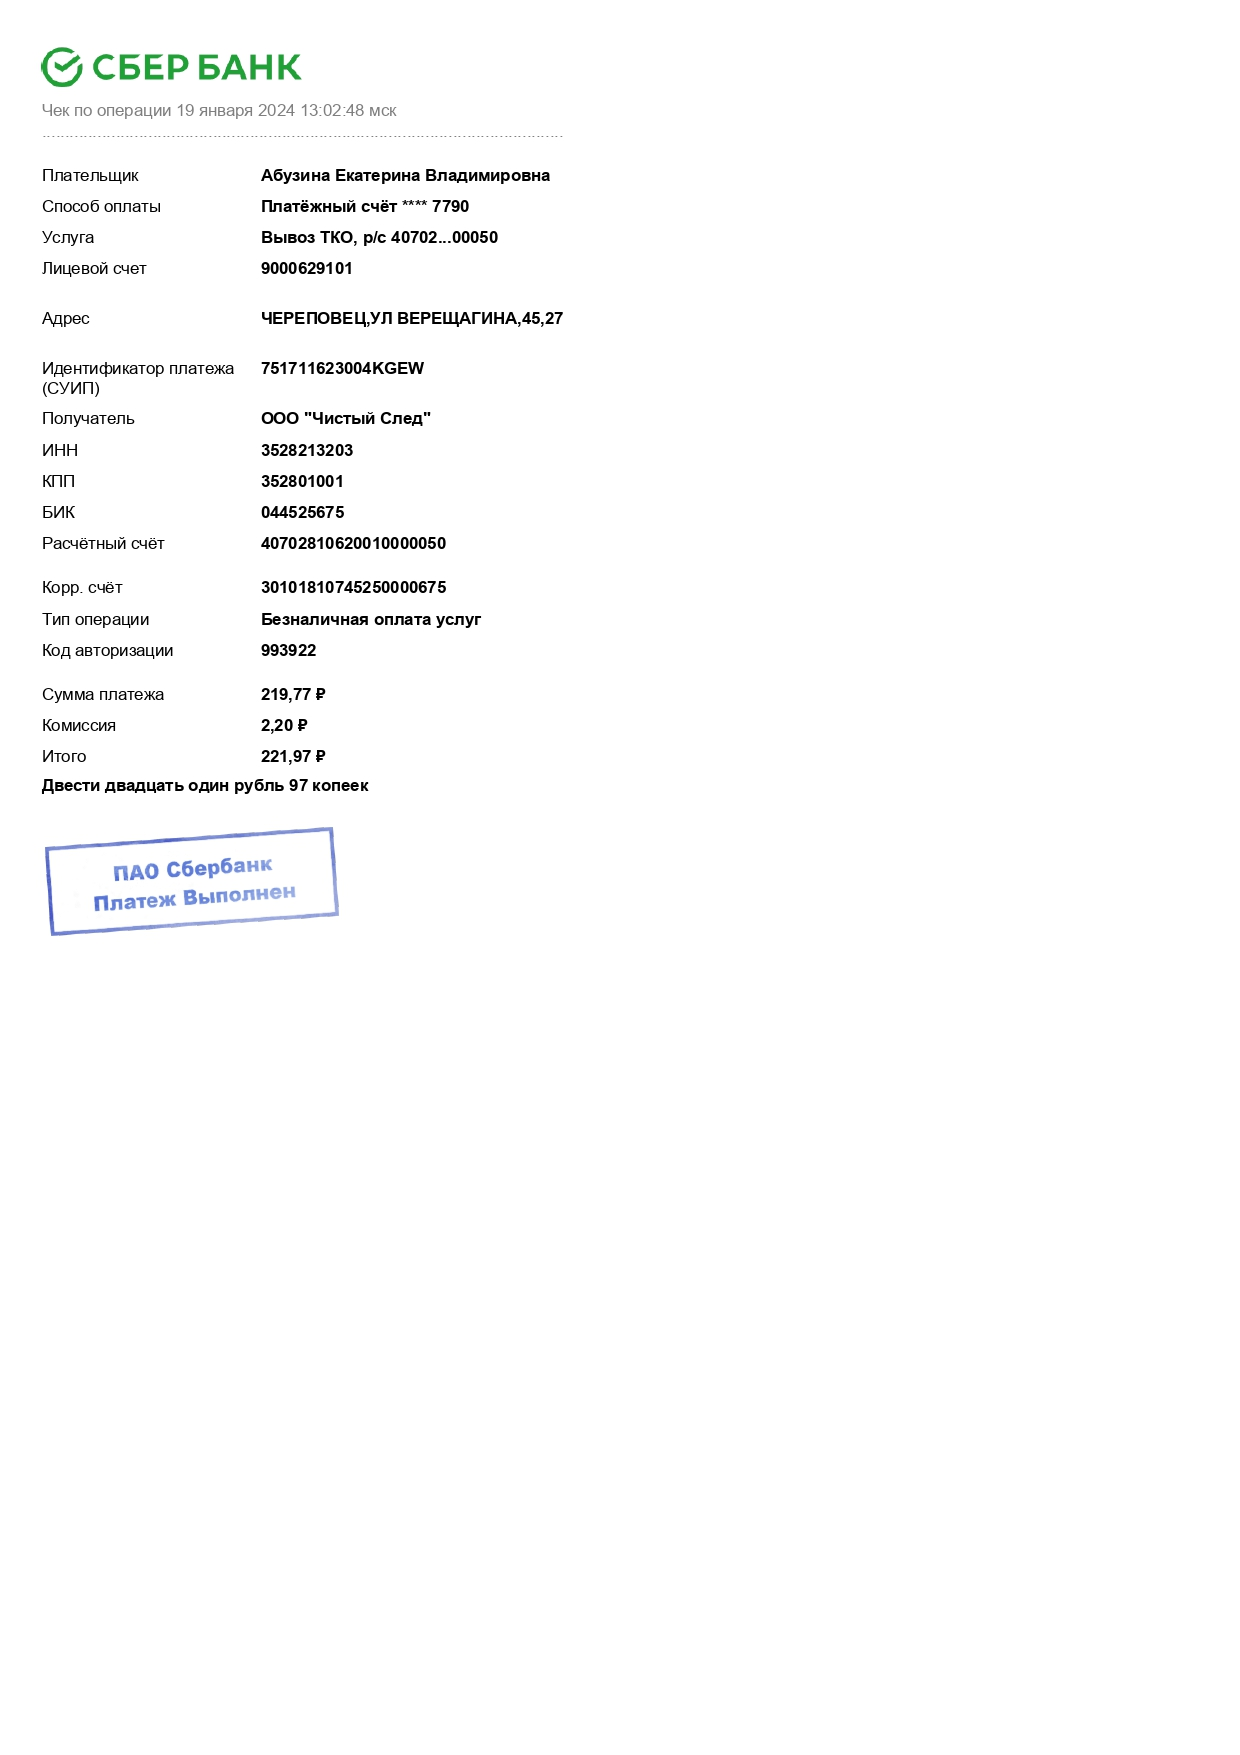 СБЕР БАНК
Чек по операции 19 января 2024 13:02:48 мск
Плательщик Абузина Екатерина Владимировна
Способ оплаты Платёжный счёт **** 7790
Услуга Вывоз ТКО, р/с 40702...00050
Лицевой счет 9000629101
Адрес ЧЕРЕПОВЕЦ,УЛ ВЕРЕЩАГИНА,45,27
Идентификатор платежа 751711623004KGEW
(СУИП)
Получатель ООО "Чистый След"
ИНН 3528213203
КПП 352801001
БИК 044525675
Расчётный счёт 40702810620010000050
Корр. счёт 30101810745250000675
Тип операции Безналичная оплата услуг
Код авторизации 993922
Сумма платежа 219,77 ₽
Комиссия 2,20 ₽
Итого 221,97 ₽
Двести двадцать один рубль 97 копеек
ПАО Сбербанк
Платеж Выполнен